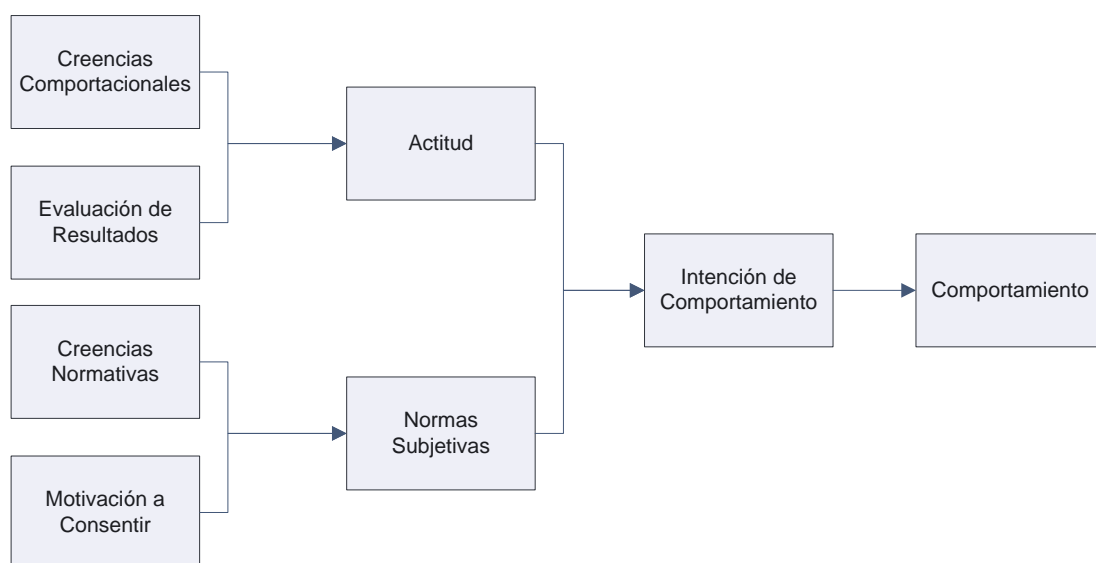 Creencias
Comportacionales
Evaluación de
Resultados
Creencias
Normativas
Motivación a
Consentir
Actitud
Normas
Subjetivas
Intención de
Comportamiento
Comportamiento